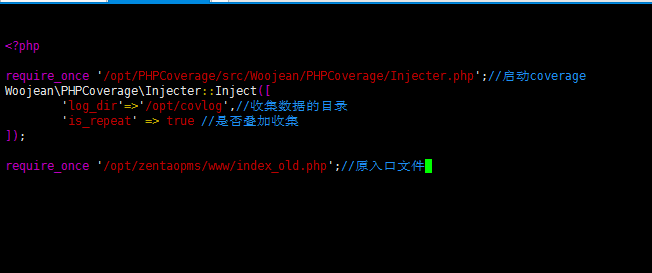 <?php
require_once '/opt/PHPCoverage/src/Woojean/PHPCoverage/Injecter.php';//启动coverage
Woojean\PHPCoverage\Injecter::Inject([
'log_dir'=>'/opt/covlog',//收集数据的目录
'is_repeat' => true //是否叠加收集
]);
require_once '/opt/zentaopms/www/index_old.php';//原入口文件